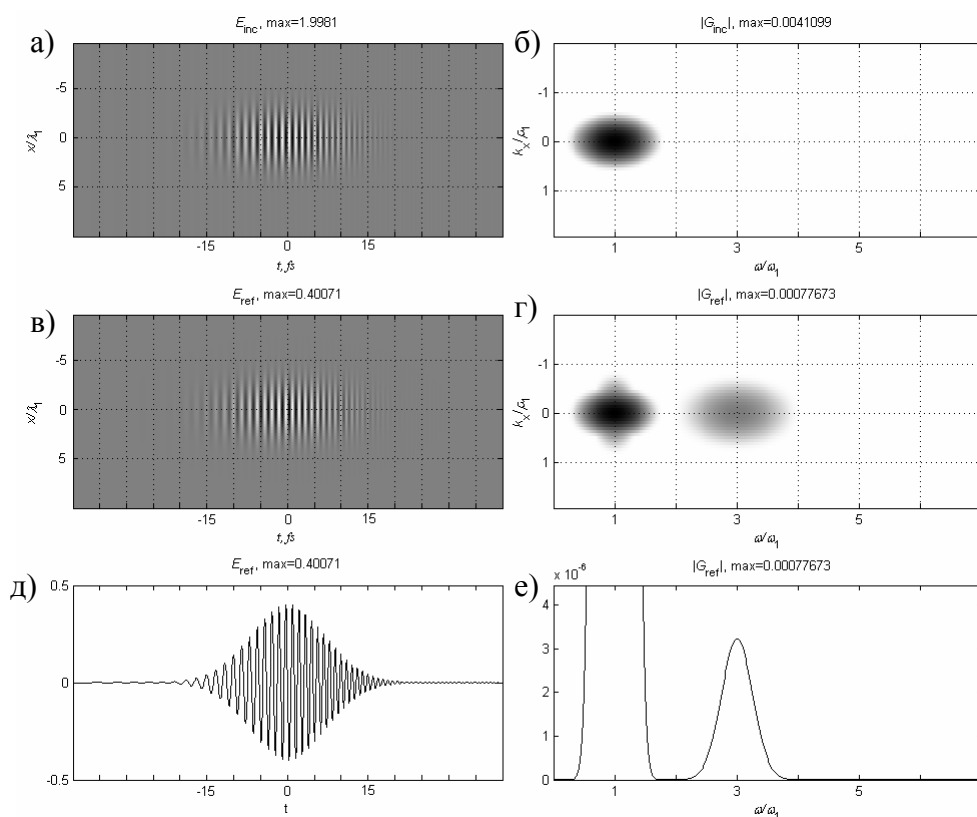 а)
E_inc, max=1.9981
-5
0
5
x/λ_1
-15
0
15
t, fs
б)
|G_inc|, max=0.0041099
-1
0
1
k_x/ρ_1
1
3
5
ω/ω_1
в)
E_ref, max=0.40071
-5
0
5
x/λ_1
-15
0
15
t, fs
г)
|G_ref|, max=0.00077673
-1
0
1
k_x/ρ_1
1
3
5
ω/ω_1
д)
E_ref, max=0.40071
0.5
0
-0.5
-15
0
15
t
е)
|G_ref|, max=0.00077673
x 10^-6
4
3
2
1
0
1
3
5
ω/ω_1